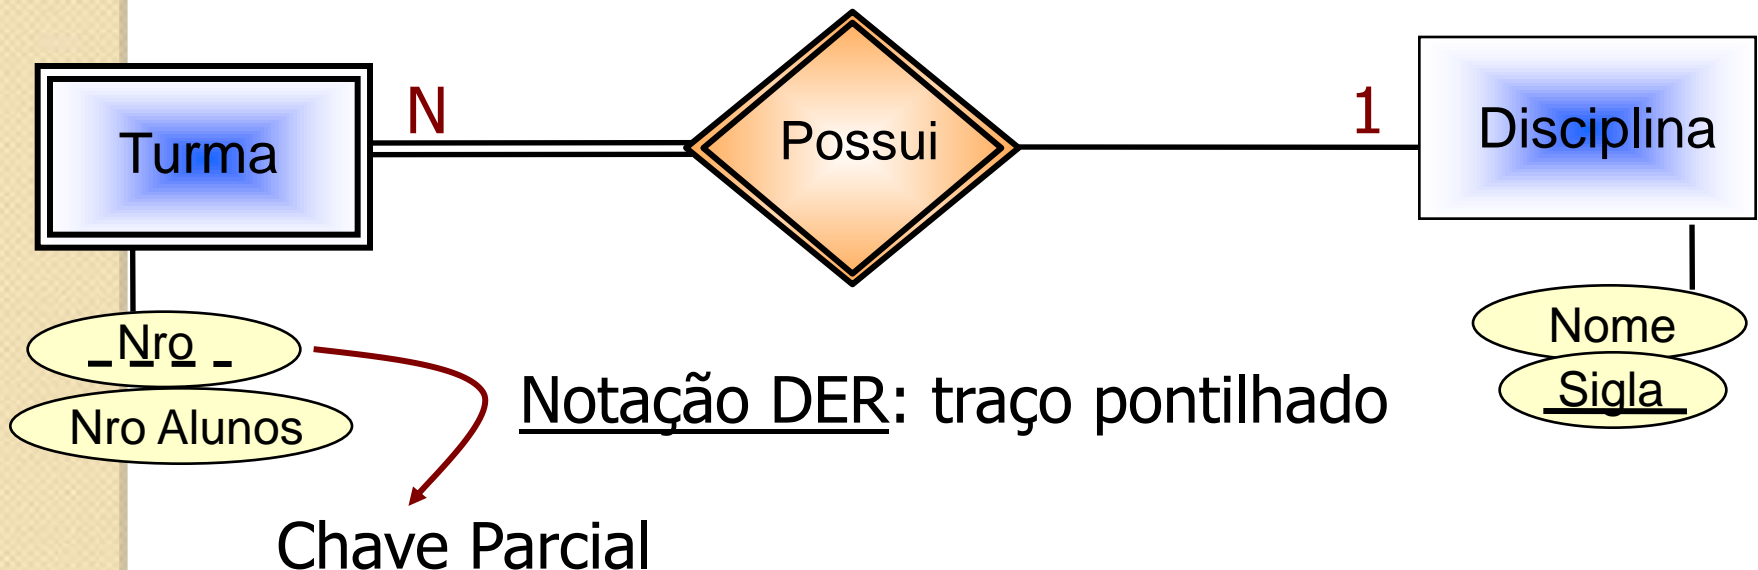 N
1
Turma
Possui
Disciplina
Nro
Nro Alunos
Nome
Sigla
Notação DER: traço pontilhado
Chave Parcial